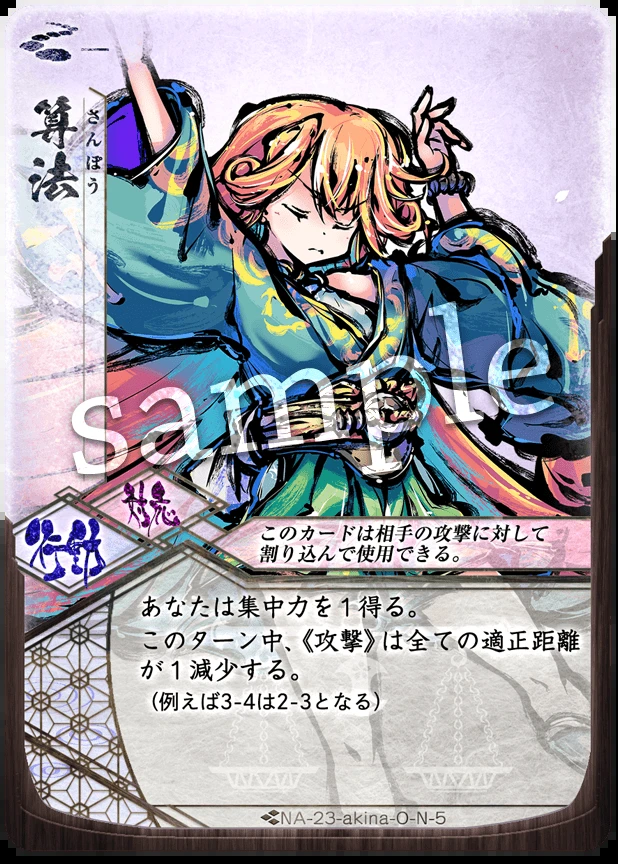 算法
さんぽう
sample
対応
行動
このカードは相手の攻撃に対して
割り込んで使用できる。
あなたは集中力を1得る。
このターン中、《攻撃》は全ての適正距離
が1減少する。
(例えば3-4は2-3となる)
NA-23-akina-O-N-5